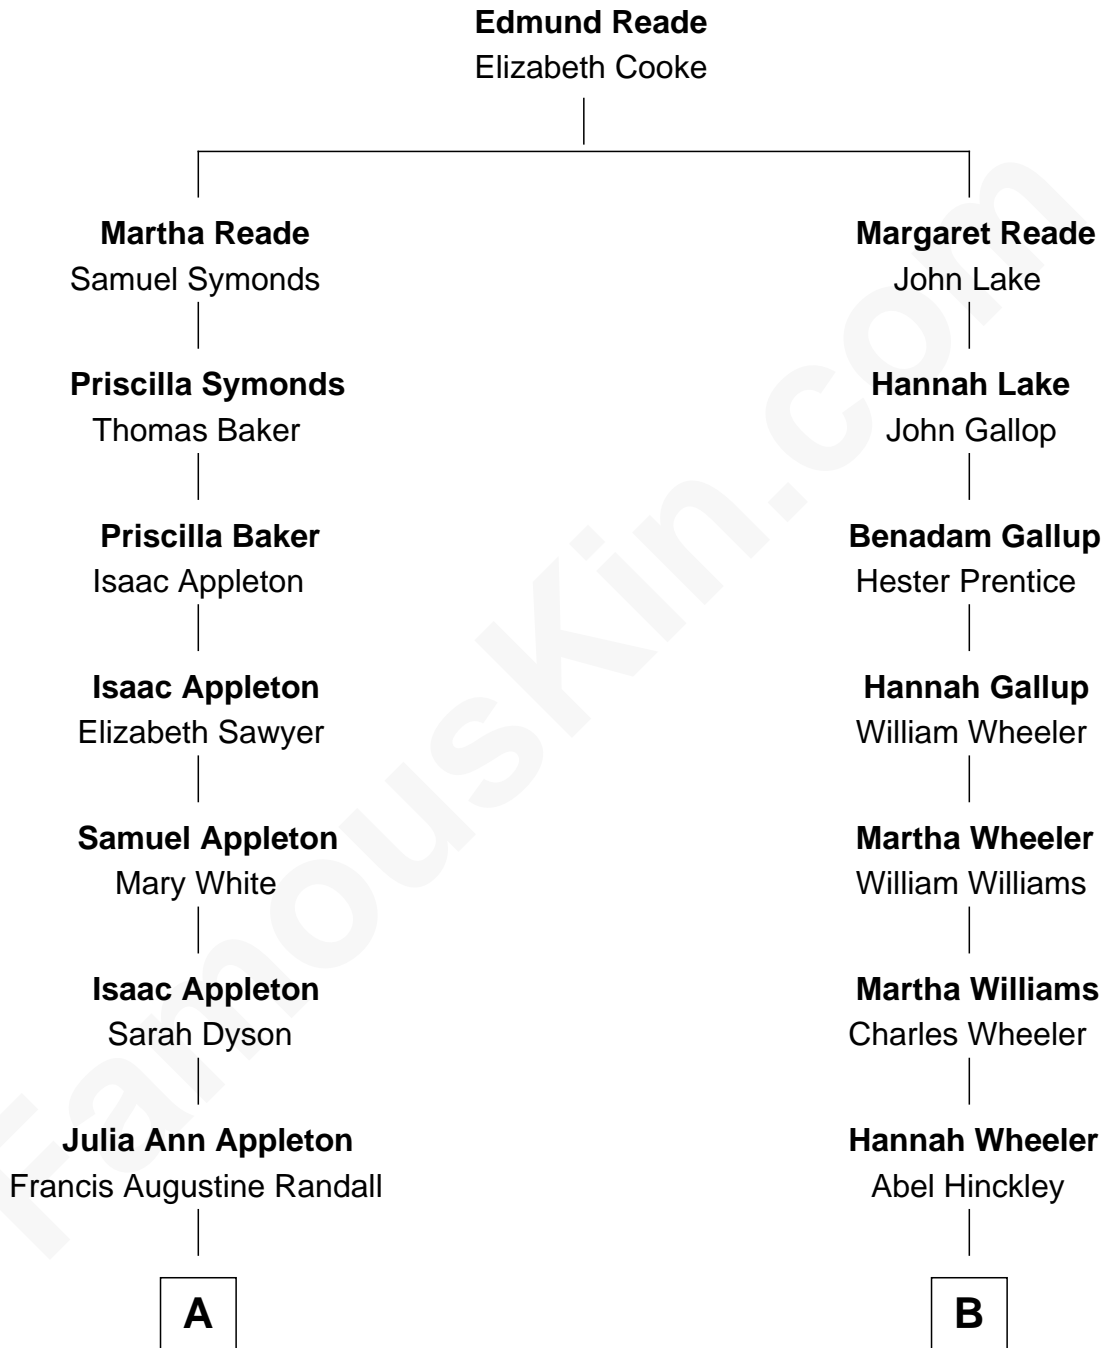 Edmund Reade
Elizabeth Cooke
Martha Reade
Samuel Symonds
Margaret Reade
John Lake
Priscilla Symonds
Thomas Baker
Hannah Lake
John Gallop
Priscilla Baker
Isaac Appleton
Benadam Gallup
Hester Prentice
Isaac Appleton
Elizabeth Sawyer
Hannah Gallup
William Wheeler
Samuel Appleton
Mary White
Martha Wheeler
William Williams
Isaac Appleton
Sarah Dyson
Martha Williams
Charles Wheeler
Julia Ann Appleton
Francis Augustine Randall
Hannah Wheeler
Abel Hinckley
A
B
FamousKin.com